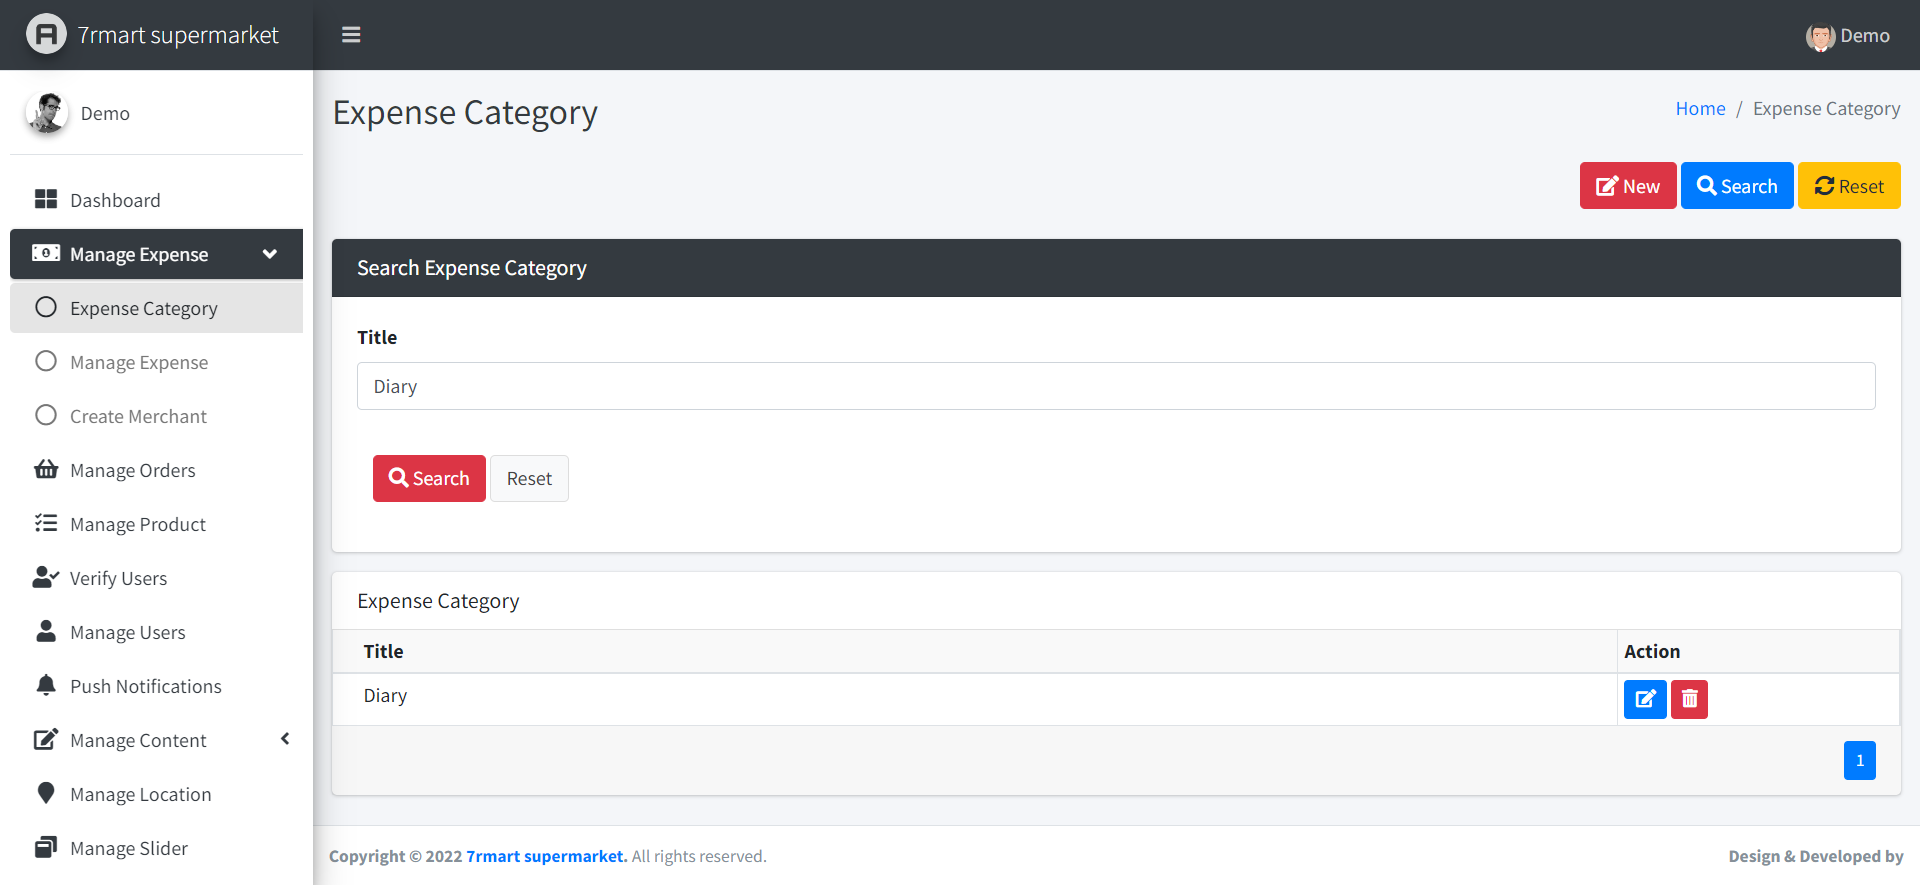 7rmart supermarket
Demo
Demo
Dashboard
Manage Expense
Expense Category
Manage Expense
Create Merchant
Manage Orders
Manage Product
Verify Users
Manage Users
Push Notifications
Manage Content
Manage Location
Manage Slider
Expense Category
Home / Expense Category
New Search Reset
Search Expense Category
Title
Diary
Search Reset
Expense Category
Title Action
Diary
1
Copyright © 2022 7rmart supermarket. All rights reserved.
Design & Developed by